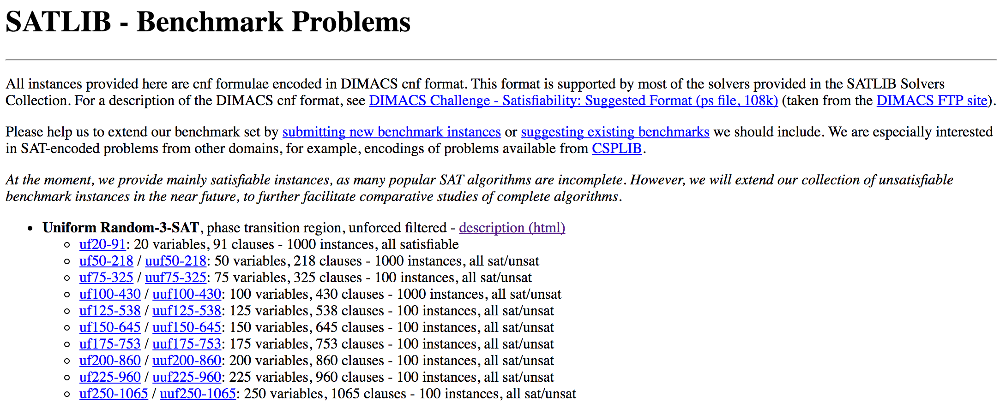 SATLIB - Benchmark Problems
All instances provided here are cnf formulae encoded in DIMACS cnf format. This format is supported by most of the solvers provided in the SATLIB Solvers
Collection. For a description of the DIMACS cnf format, see DIMACS Challenge - Satisfiability: Suggested Format (ps file, 108k) (taken from the DIMACS FTP site).
Please help us to extend our benchmark set by submitting new benchmark instances or suggesting existing benchmarks we should include. We are especially interested
in SAT-encoded problems from other domains, for example, encodings of problems available from CSPLIB.
At the moment, we provide mainly satisfiable instances, as many popular SAT algorithms are incomplete. However, we will extend our collection of unsatisfiable
benchmark instances in the near future, to further facilitate comparative studies of complete algorithms.
• Uniform Random-3-SAT, phase transition region, unforced filtered - description (html)
◦ uf20-91: 20 variables, 91 clauses - 1000 instances, all satisfiable
◦ uf50-218 / uuf50-218: 50 variables, 218 clauses - 1000 instances, all sat/unsat
◦ uf75-325 / uuf75-325: 75 variables, 325 clauses - 100 instances, all sat/unsat
◦ uf100-430 / uuf100-430: 100 variables, 430 clauses - 1000 instances, all sat/unsat
◦ uf125-538 / uuf125-538: 125 variables, 538 clauses - 100 instances, all sat/unsat
◦ uf150-645 / uuf150-645: 150 variables, 645 clauses - 100 instances, all sat/unsat
◦ uf175-753 / uuf175-753: 175 variables, 753 clauses - 100 instances, all sat/unsat
◦ uf200-860 / uuf200-860: 200 variables, 860 clauses - 100 instances, all sat/unsat
◦ uf225-960 / uuf225-960: 225 variables, 960 clauses - 100 instances, all sat/unsat
◦ uf250-1065 / uuf250-1065: 250 variables, 1065 clauses - 100 instances, all sat/unsat